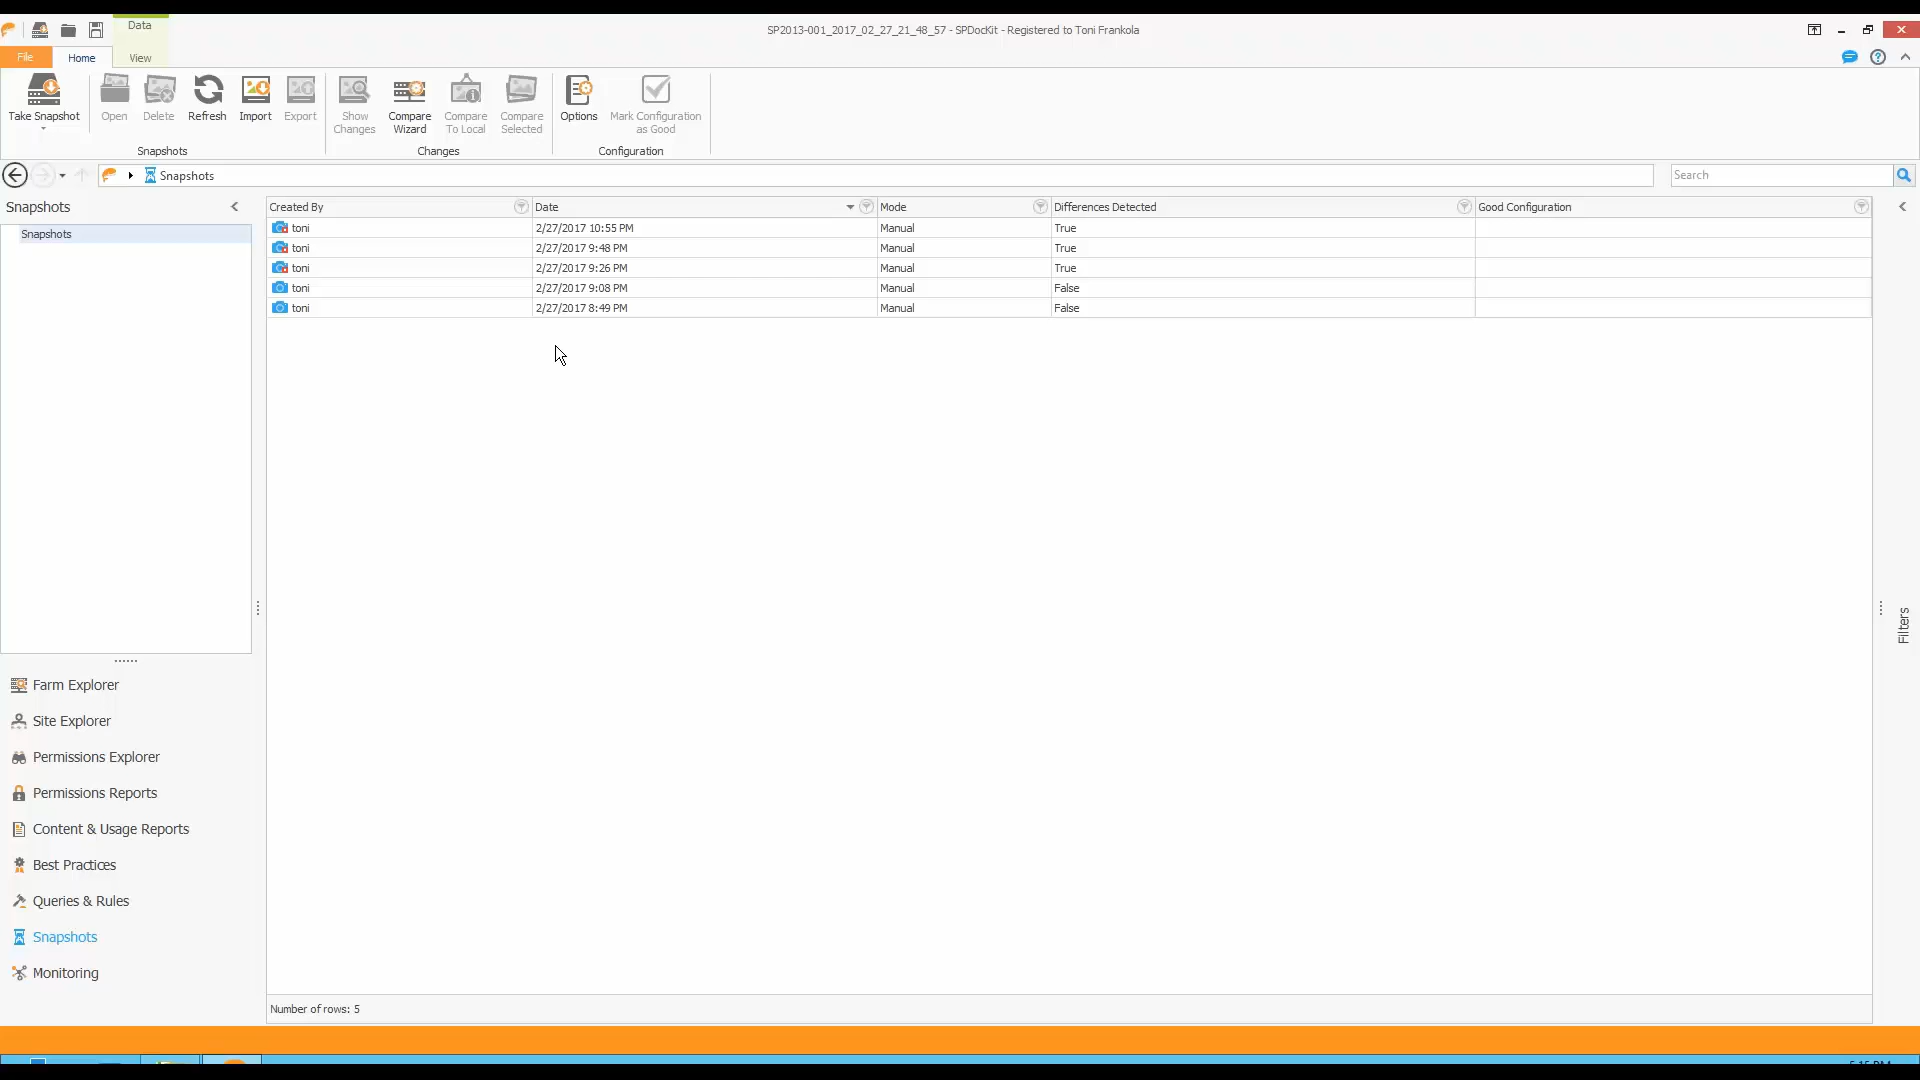 Data
SP2013-001_2017_02_27_21_48_57 - SPDocKit - Registered to Toni Frankola
File
Home
View
Take Snapshot
Open
Delete
Refresh
Import
Export
Show
Changes
Compare
Wizard
Compare
To Local
Compare
Selected
Options
Mark Configuration
as Good
Snapshots
Changes
Configuration
Snapshots
Search
Snapshots
Snapshots
Created By Date Mode Differences Detected Good Configuration
toni 2/27/2017 10:55 PM Manual True
toni 2/27/2017 9:48 PM Manual True
toni 2/27/2017 9:26 PM Manual True
toni 2/27/2017 9:08 PM Manual False
toni 2/27/2017 8:49 PM Manual False
Filters
Farm Explorer
Site Explorer
Permissions Explorer
Permissions Reports
Content & Usage Reports
Best Practices
Queries & Rules
Snapshots
Monitoring
Number of rows: 5